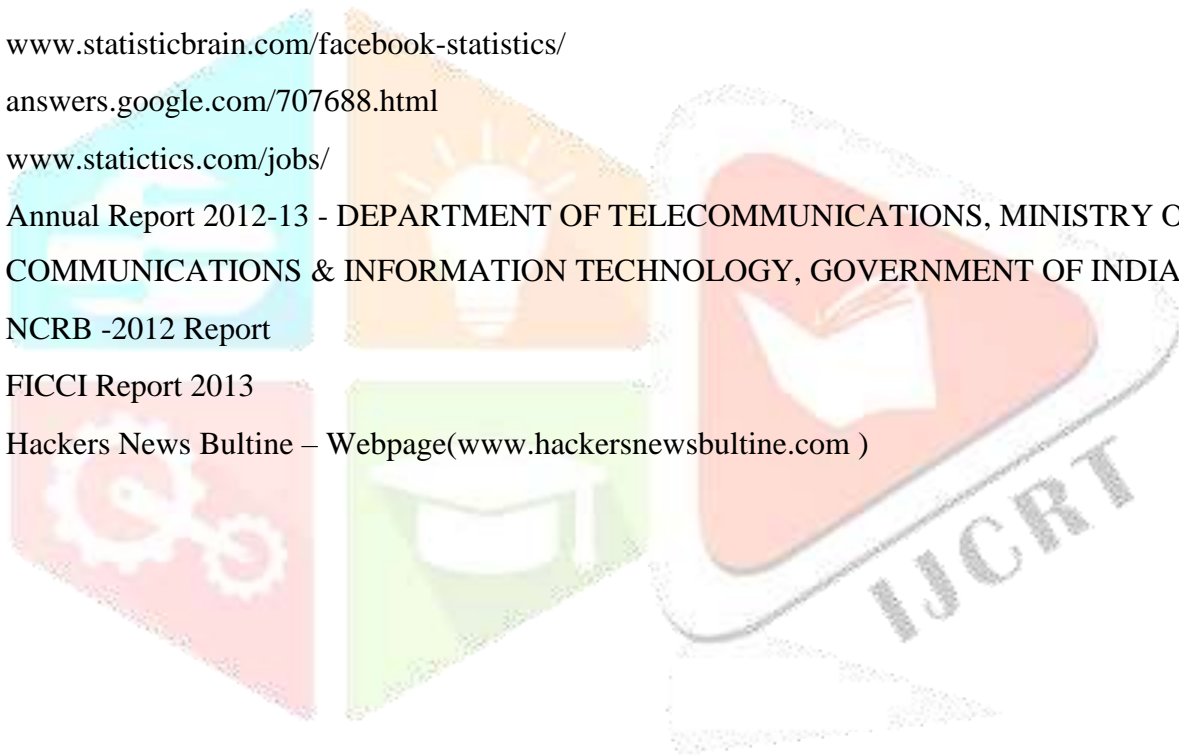 www.statisticbrain.com/facebook-statistics/
answers.google.com/707688.html
www.statictics.com/jobs/
Annual Report 2012-13 - DEPARTMENT OF TELECOMMUNICATIONS, MINISTRY O
COMMUNICATIONS & INFORMATION TECHNOLOGY, GOVERNMENT OF INDIA
NCRB -2012 Report
FICCI Report 2013
Hackers News Bultine – Webpage(www.hackersnewsbultine.com )
IJCRT